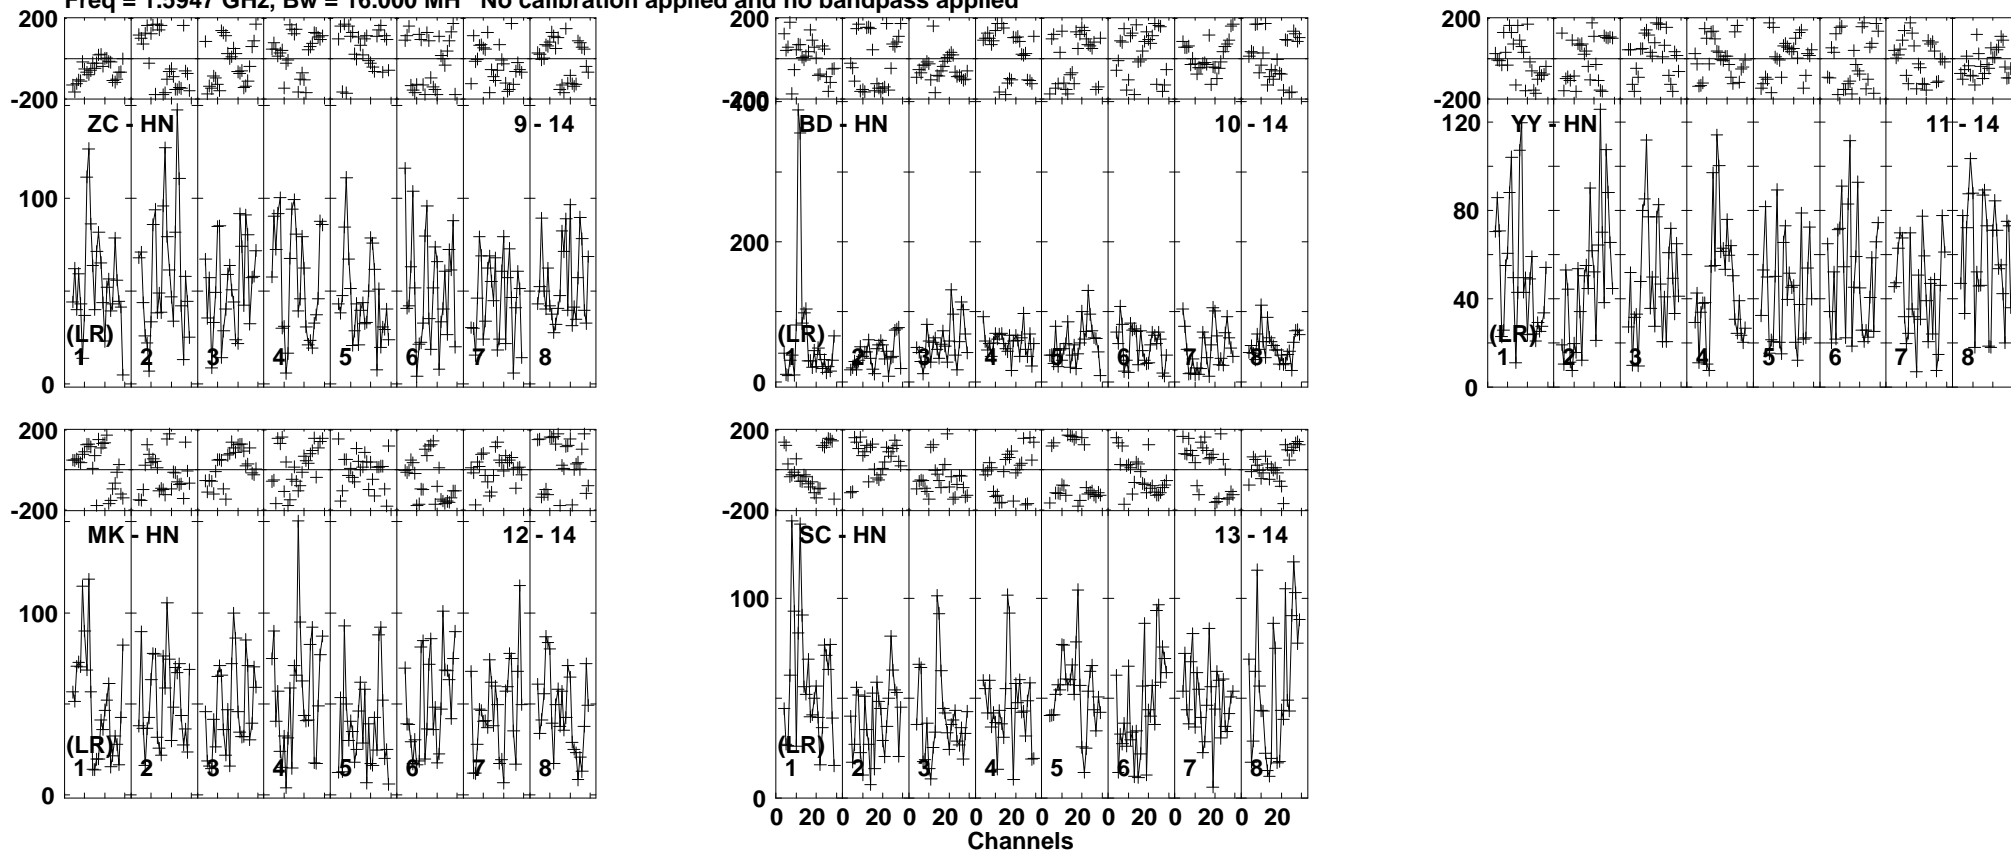 Freq = 1.5947 GHz, Bw = 16.000 MH No calibration applied and no bandpass applied
200
-200
ZC - HN 9 - 14
100
0
(LR)
1 2 3 4 5 6 7 8
200
-200
400
BD - HN 10 - 14
200
0
(LR)
1 2 3 4 5 6 7 8
200
-200
120
YY - HN 11 - 14
80
40
0
(LR)
1 2 3 4 5 6 7 8
200
-200
MK - HN 12 - 14
100
0
(LR)
1 2 3 4 5 6 7 8
200
-200
SC - HN 13 - 14
100
0
(LR)
1 2 3 4 5 6 7 8
0 20 0 20 0 20 0 20 0 20 0 20 0 20 0 20
Channels